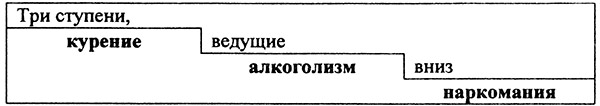 Три ступени,
курение ведущие
алкоголизм вниз
наркомания